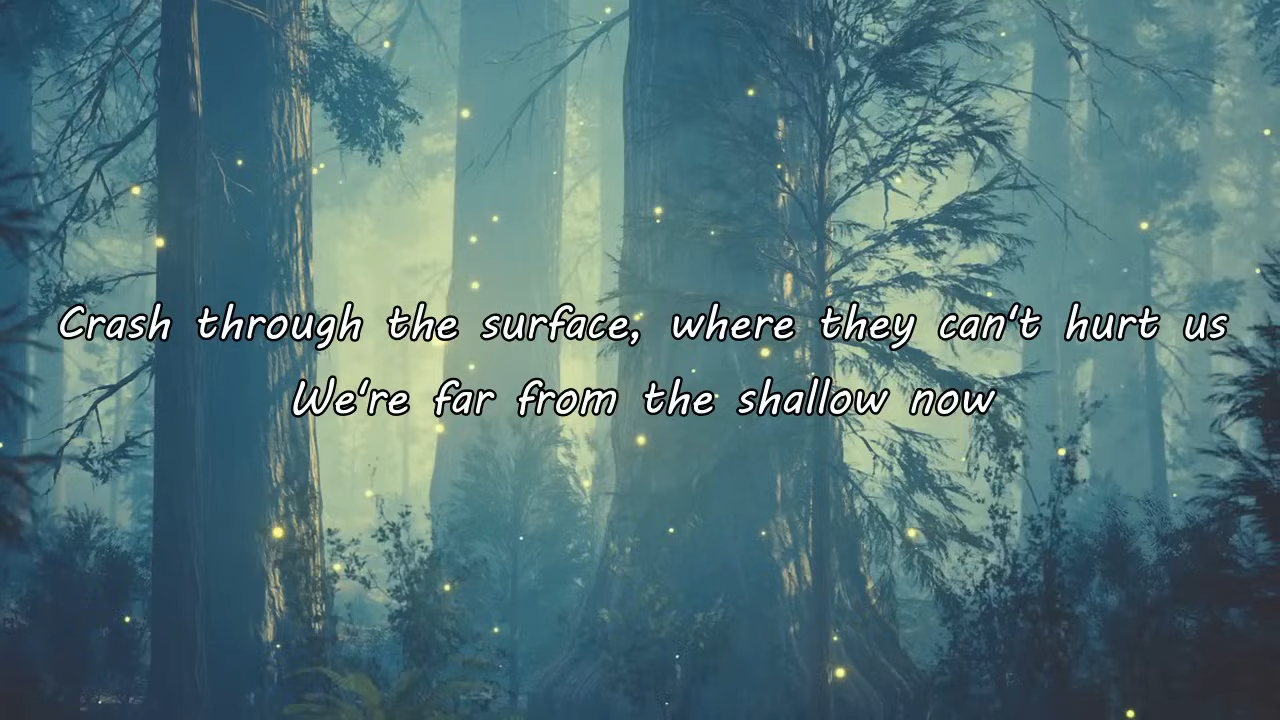 Crash through the surface, where they can't hurt us
We're far from the shallow now